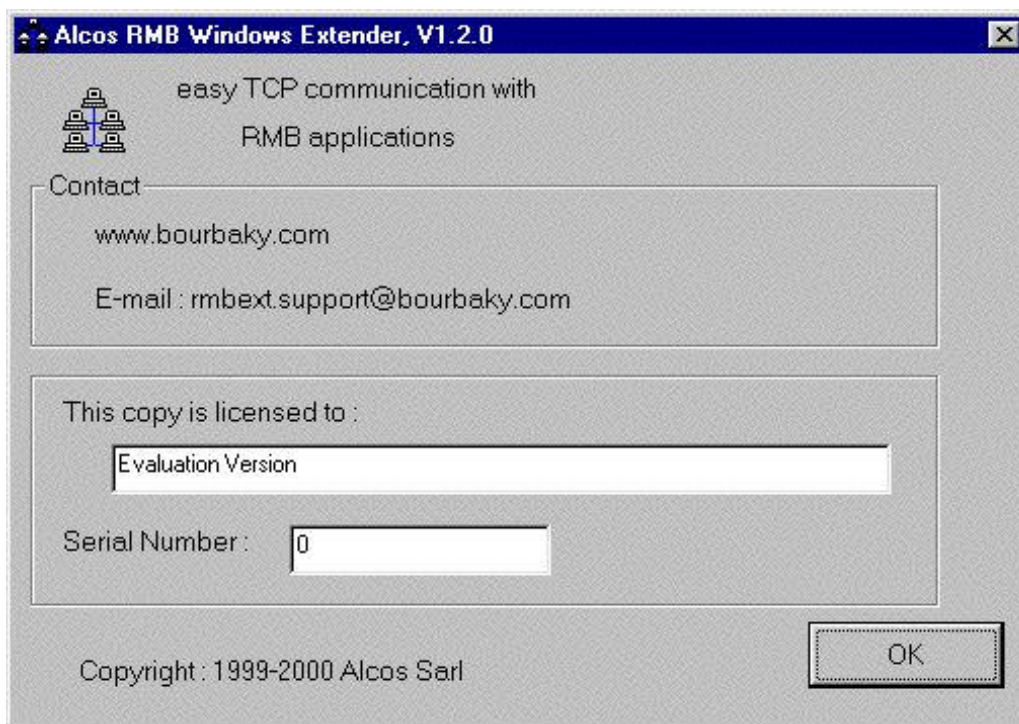 Alcos RMB Windows Extender, V1.2.0
easy TCP communication with
RMB applications
Contact
www.bourbaky.com
E-mail : rmbext.support@bourbaky.com
This copy is licensed to :
Evaluation Version
Serial Number : 0
Copyright : 1999-2000 Alcos Sarl
OK